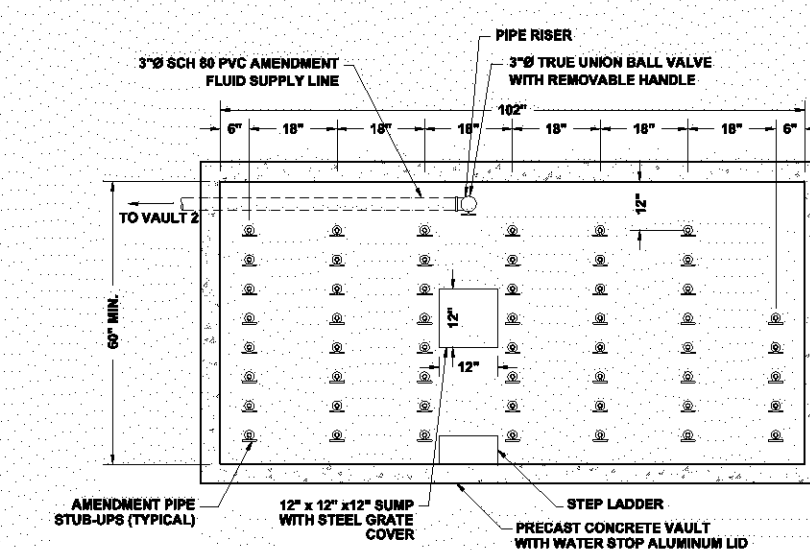 PIPE RISER
3"Ø SCH 80 PVC AMENDMENT
FLUID SUPPLY LINE
3"Ø TRUE UNION BALL VALVE
WITH REMOVABLE HANDLE
102"
6" 18" 18" 18" 18" 18" 18" 6"
12"
TO VAULT 2
60" MIN.
12"
12"
AMENDMENT PIPE
STUB-UPS (TYPICAL)
12" x 12" x12" SUMP
WITH STEEL GRATE
COVER
STEP LADDER
PRECAST CONCRETE VAULT
WITH WATER STOP ALUMINUM LID